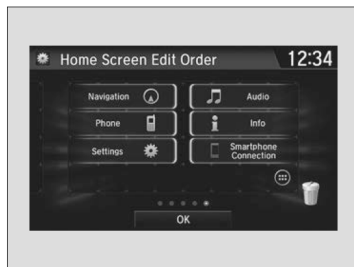 Home Screen Edit Order
12:34
Navigation
Audio
Phone
Info
Settings
Smartphone
Connection
OK